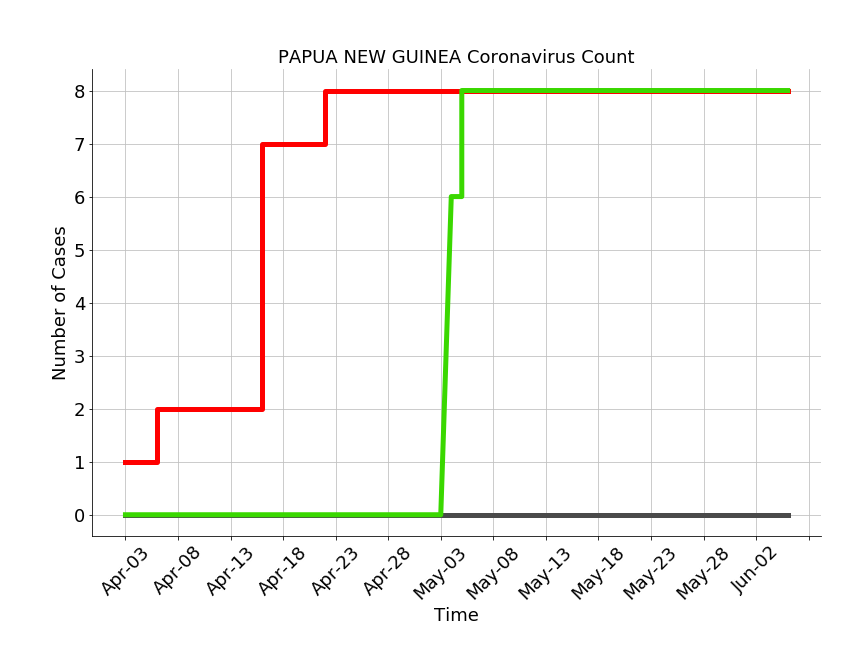 PAPUA NEW GUINEA Coronavirus Count
Number of Cases
8
7
6
5
4
3
2
1
0
Apr-03
Apr-08
Apr-13
Apr-18
Apr-23
Apr-28
May-03
May-08
May-13
May-18
May-23
May-28
Jun-02
Time